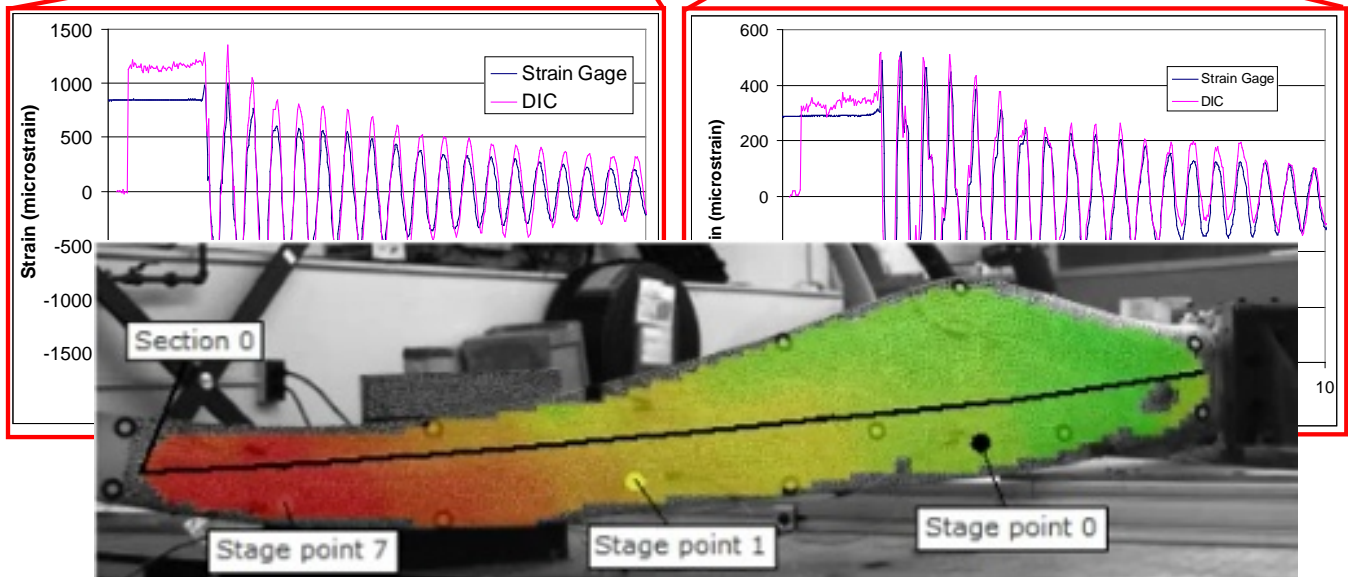 1500
1000
500
0
-500
-1000
-1500
Strain (microstrain)
Strain Gage
DIC
600
400
200
0
in (microstrain)
Strain Gage
DIC
10
Section 0
Stage point 7
Stage point 1
Stage point 0